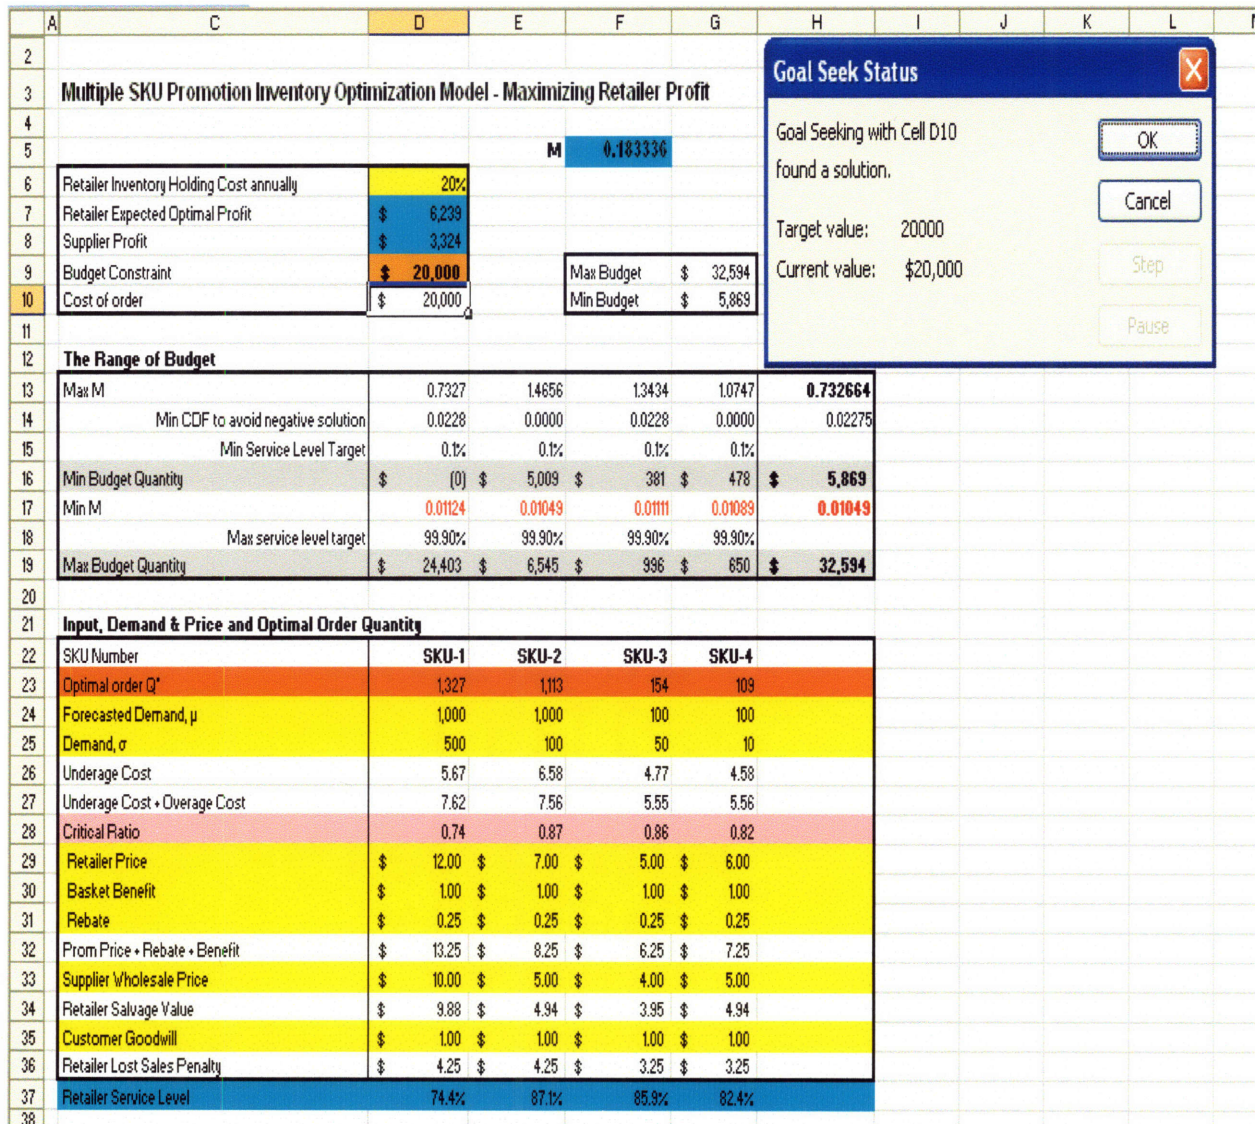 A C D E F G H I J K L
2
3 Multiple SKU Promotion Inventory Optimization Model - Maximizing Retailer Profit
4
5 M 0.183336
6 Retailer Inventory Holding Cost annually 20%
7 Retailer Expected Optimal Profit $ 6,239
8 Supplier Profit $ 3,324
9 Budget Constraint $ 20,000 Max Budget $ 32,594
10 Cost of order $ 20,000 Min Budget $ 5,869
Goal Seek Status
Goal Seeking with Cell D10
found a solution.
Target value: 20000
Current value: $20,000
OK
Cancel
Step
Pause
11
12 The Range of Budget
13 Max M 0.7327 1.4656 1.3434 1.0747 0.732664
14 Min CDF to avoid negative solution 0.0228 0.0000 0.0228 0.0000 0.02275
15 Min Service Level Target 0.1% 0.1% 0.1% 0.1%
16 Min Budget Quantity $ (0) $ 5,009 $ 381 $ 478 $ 5,869
17 Min M 0.01124 0.01049 0.01111 0.01089 0.01049
18 Max service level target 99.90% 99.90% 99.90% 99.90%
19 Max Budget Quantity $ 24,403 $ 6,545 $ 996 $ 650 $ 32,594
20
21 Input, Demand & Price and Optimal Order Quantity
22 SKU Number SKU-1 SKU-2 SKU-3 SKU-4
23 Optimal order Q* 1,327 1,113 154 109
24 Forecasted Demand, μ 1,000 1,000 100 100
25 Demand, σ 500 100 50 10
26 Underage Cost 5.67 6.58 4.77 4.58
27 Underage Cost + Overage Cost 7.62 7.56 5.55 5.56
28 Critical Ratio 0.74 0.87 0.86 0.82
29 Retailer Price $ 12.00 $ 7.00 $ 5.00 $ 6.00
30 Basket Benefit $ 1.00 $ 1.00 $ 1.00 $ 1.00
31 Rebate $ 0.25 $ 0.25 $ 0.25 $ 0.25
32 Prom Price + Rebate + Benefit $ 13.25 $ 8.25 $ 6.25 $ 7.25
33 Supplier Wholesale Price $ 10.00 $ 5.00 $ 4.00 $ 5.00
34 Retailer Salvage Value $ 9.88 $ 4.94 $ 3.95 $ 4.94
35 Customer Goodwill $ 1.00 $ 1.00 $ 1.00 $ 1.00
36 Retailer Lost Sales Penalty $ 4.25 $ 4.25 $ 3.25 $ 3.25
37 Retailer Service Level 74.4% 87.1% 85.9% 82.4%
38